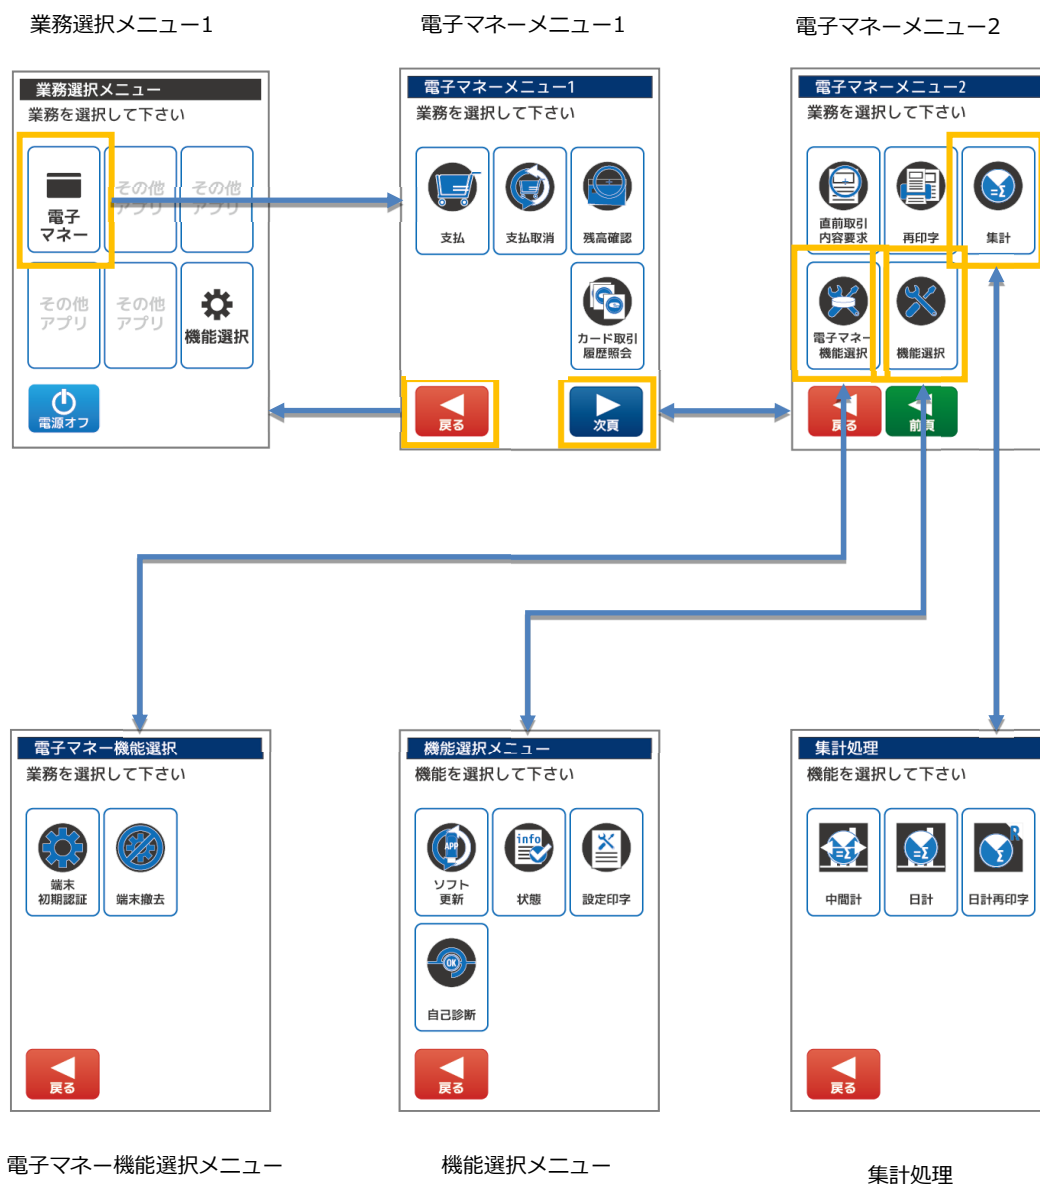 業務選択メニュー1
電子マネーメニュー1
電子マネーメニュー2
業務選択メニュー
業務を選択して下さい
電子
マネー
その他
アプリ
その他
アプリ
その他
アプリ
その他
アプリ
機能選択
電源オフ
電子マネーメニュー1
業務を選択して下さい
支払
支払取消
残高確認
カード取引
履歴照会
戻る
次頁
電子マネーメニュー2
業務を選択して下さい
直前取引
内容要求
再印字
=Σ
集計
電子マネー
機能選択
機能選択
戻る
前頁
電子マネー機能選択
業務を選択して下さい
端末
初期認証
端末撤去
戻る
機能選択メニュー
機能を選択して下さい
APP
ソフト
更新
info
状態
設定印字
OK
自己診断
戻る
集計処理
機能を選択して下さい
=Σ
中間計
=Σ
日計
R
Σ
日計再印字
戻る
電子マネー機能選択メニュー
機能選択メニュー
集計処理